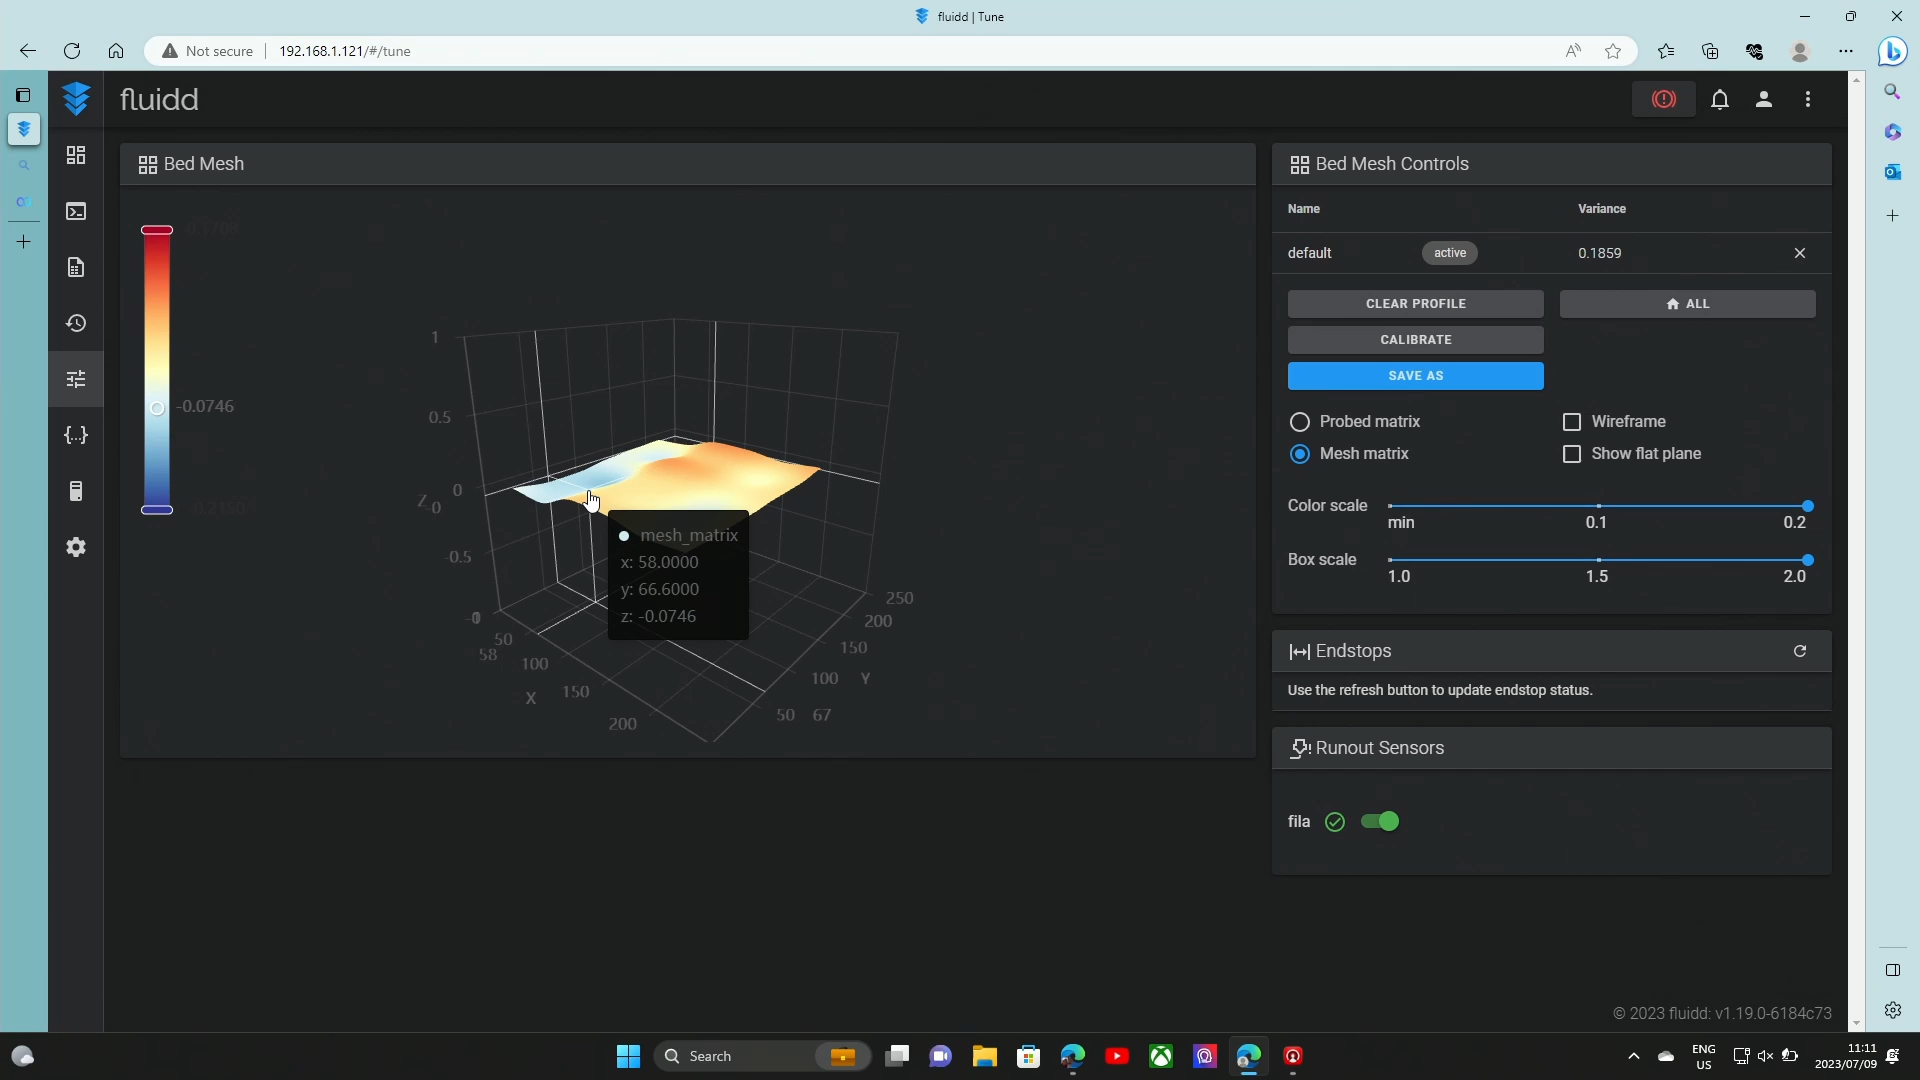 fluidd | Tune
Not secure
192.168.1.121/#/tune
fluidd
Bed Mesh
-0.0746
1
0.5
0
Z
-0
-0.5
50
58
100
X
150
200
mesh_matrix
x: 58.0000
y: 66.6000
z: -0.0746
250
200
150
100
Y
50
67
Bed Mesh Controls
Name Variance
default active 0.1859
CLEAR PROFILE
ALL
CALIBRATE
SAVE AS
Probed matrix
Wireframe
Mesh matrix
Show flat plane
Color scale
min 0.1 0.2
Box scale
1.0 1.5 2.0
Endstops
Use the refresh button to update endstop status.
Runout Sensors
fila
© 2023 fluidd: v1.19.0-6184c73
Search
ENG
US
11:11
2023/07/09